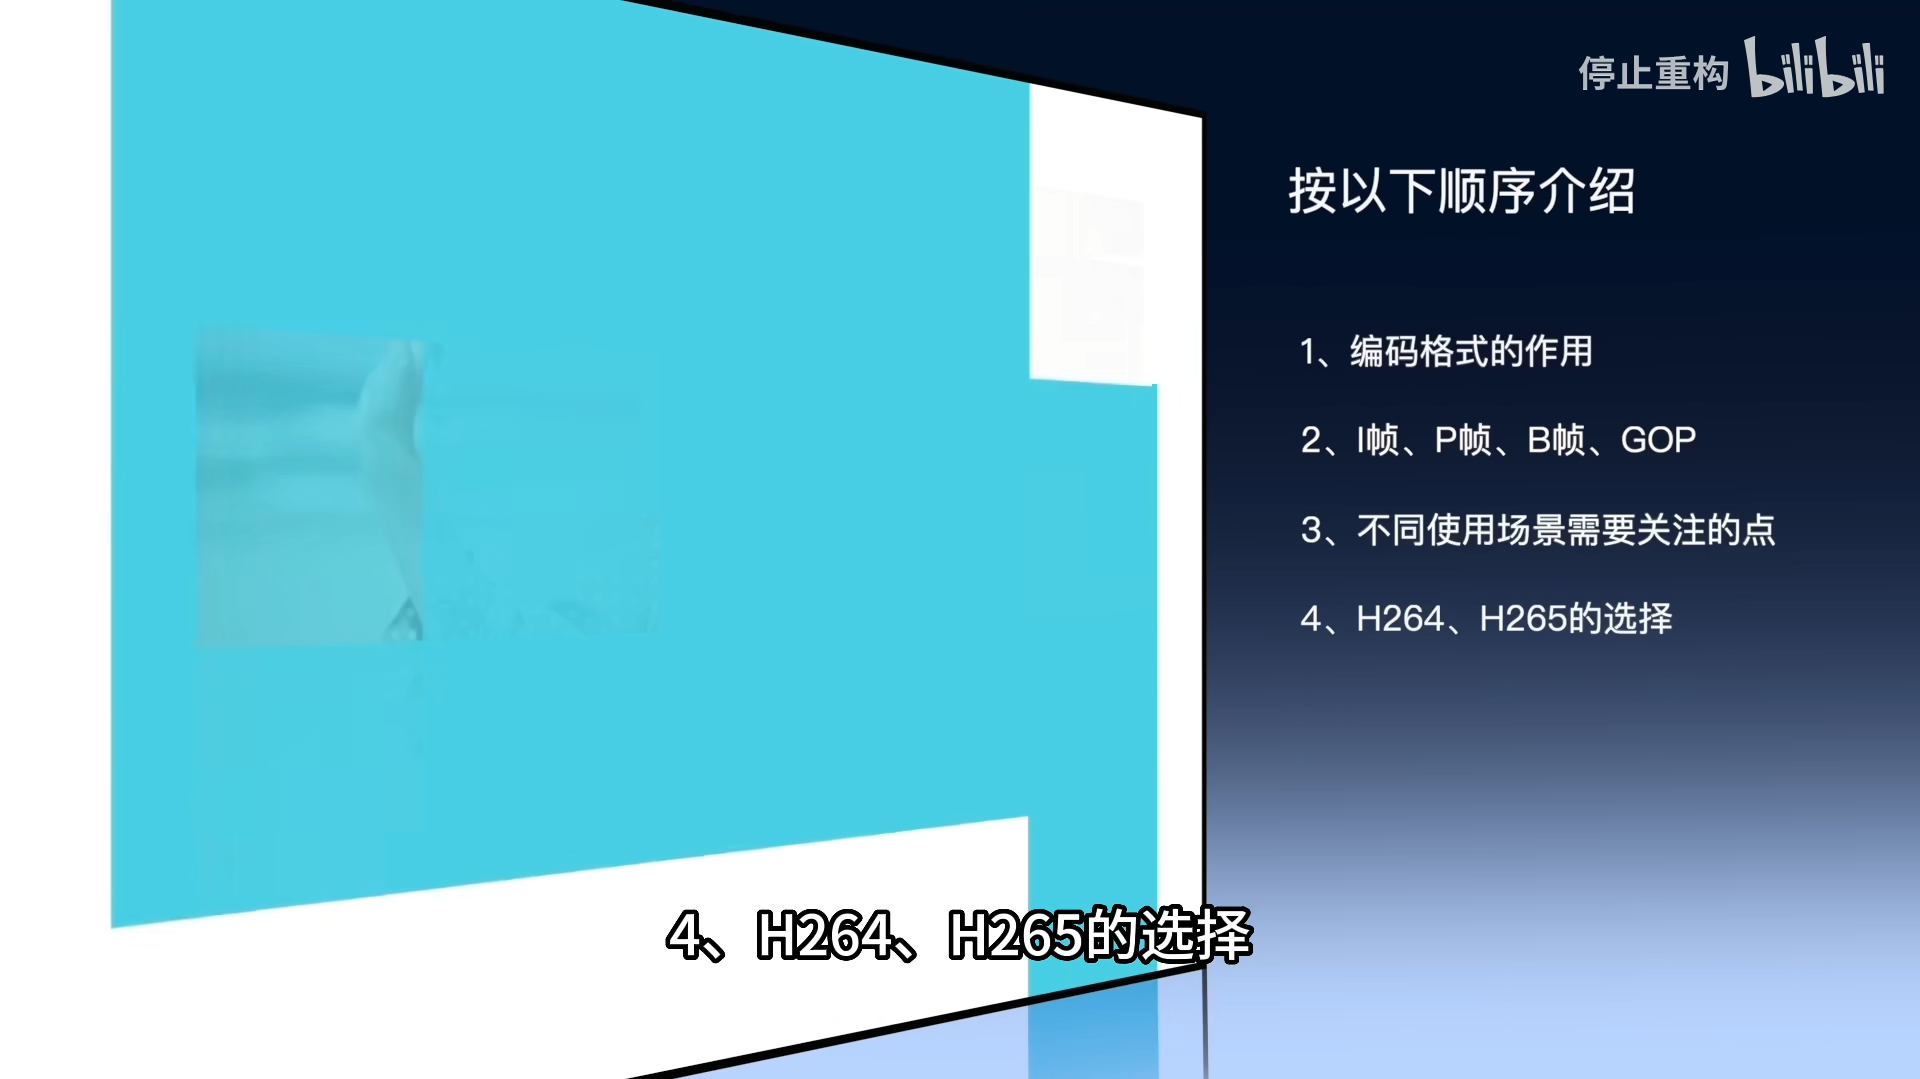 停止重构 bilibili
按以下顺序介绍
1、编码格式的作用
2、I帧、P帧、B帧、GOP
3、不同使用场景需要关注的点
4、H264、H265的选择
4、H264、H265的选择